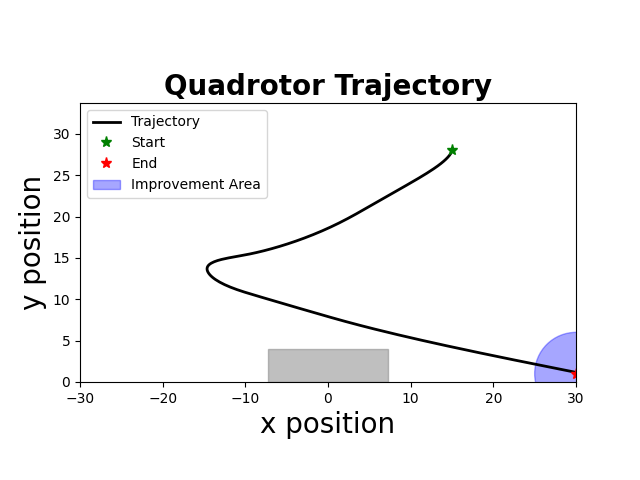 Quadrotor Trajectory
Trajectory
Start
End
Improvement Area
y position
30
25
20
15
10
5
0
−30
−20
−10
0
10
20
30
x position